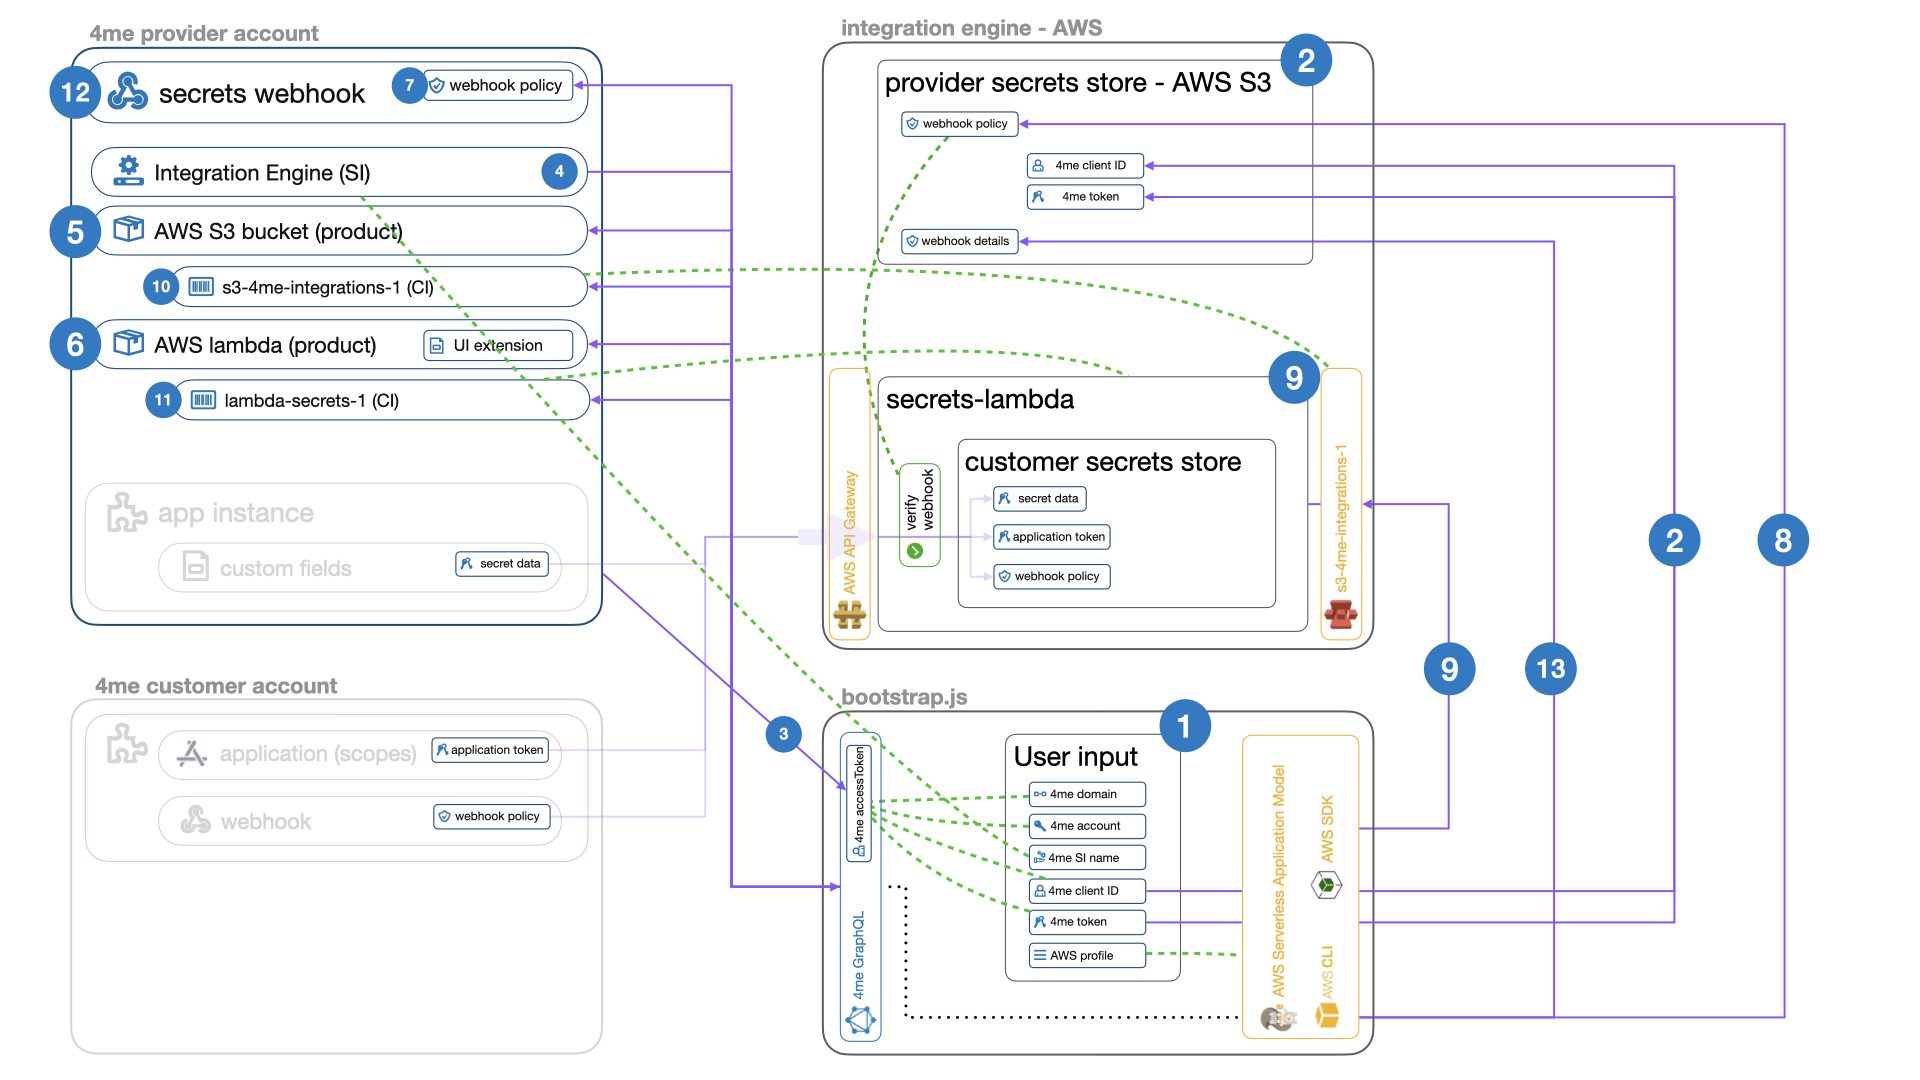 4me provider account
12
secrets webhook
7
webhook policy
Integration Engine (SI)
4
5
AWS S3 bucket (product)
10
s3-4me-integrations-1 (CI)
6
AWS lambda (product)
UI extension
11
lambda-secrets-1 (CI)
app instance
custom fields
secret data
4me customer account
application (scopes)
application token
webhook
webhook policy
integration engine - AWS
2
provider secrets store - AWS S3
webhook policy
4me client ID
4me token
webhook details
9
secrets-lambda
customer secrets store
secret data
application token
webhook policy
verify
webhook
AWS API Gateway
s3-4me-integrations-1
2
8
9
13
3
bootstrap.js
1
User input
4me domain
4me account
4me SI name
4me client ID
4me token
AWS profile
4me accessToken
4me GraphQL
AWS Serverless Application Model
AWS SDK
AWS CLI